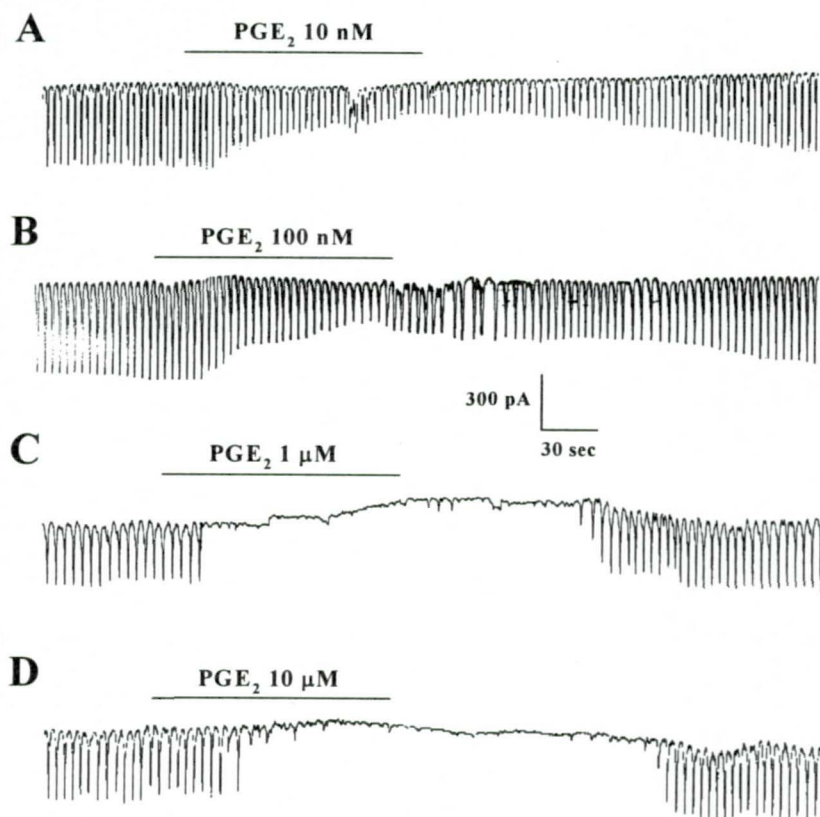 A
PGE₂ 10 nM
B
PGE₂ 100 nM
300 pA
30 sec
C
PGE₂ 1 μM
D
PGE₂ 10 μM